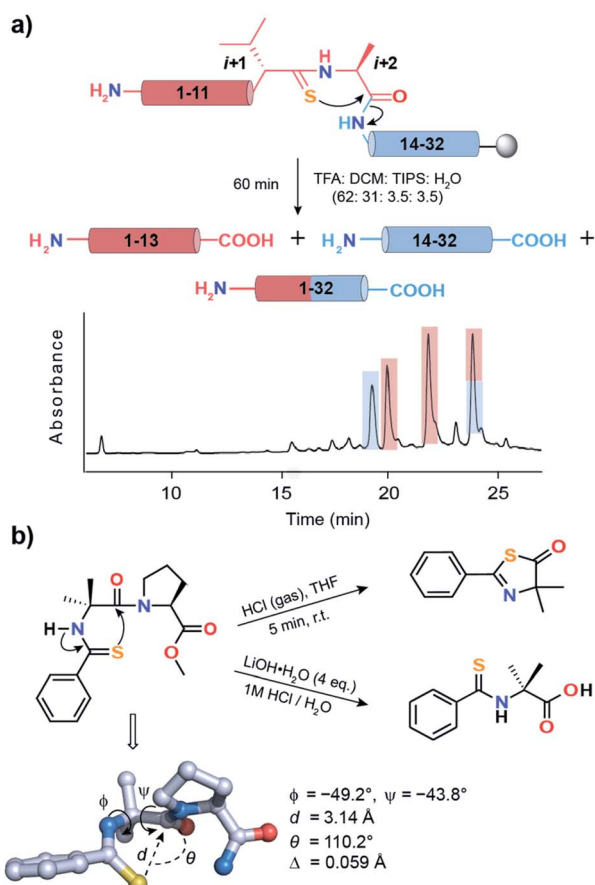 a)
i+1
H
N
i+2
H₂N
1-11
S
O
HN
14-32
60 min
TFA: DCM: TIPS: H₂O
(62: 31: 3.5: 3.5)
H₂N 1-13 COOH + H₂N 14-32 COOH +
H₂N 1-32 COOH
Absorbance
10 15 20 25
Time (min)
b)
O
N
H-N
O
S
O
HCl (gas), THF
5 min, r.t.
S
O
N
LiOH•H₂O (4 eq.)
1M HCl / H₂O
S
OH
N
H
O
ϕ
ψ
d
θ
ϕ = −49.2°, ψ = −43.8°
d = 3.14 Å
θ = 110.2°
Δ = 0.059 Å